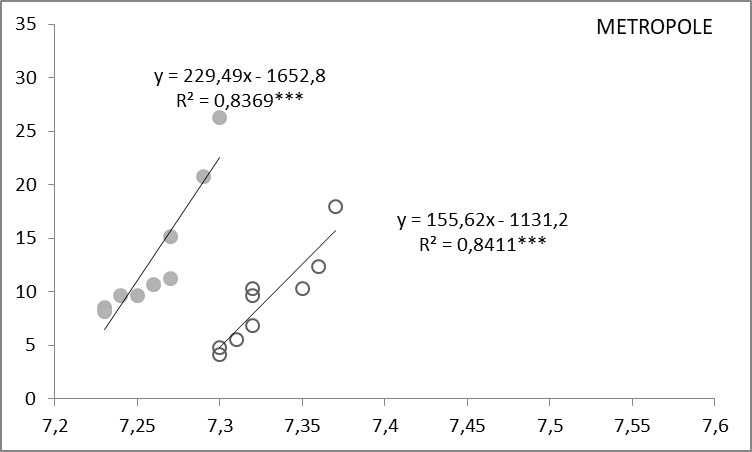 METROPOLE
y = 229,49x - 1652,8
R² = 0,8369***
y = 155,62x - 1131,2
R² = 0,8411***
35
30
25
20
15
10
5
0
7,2 7,25 7,3 7,35 7,4 7,45 7,5 7,55 7,6